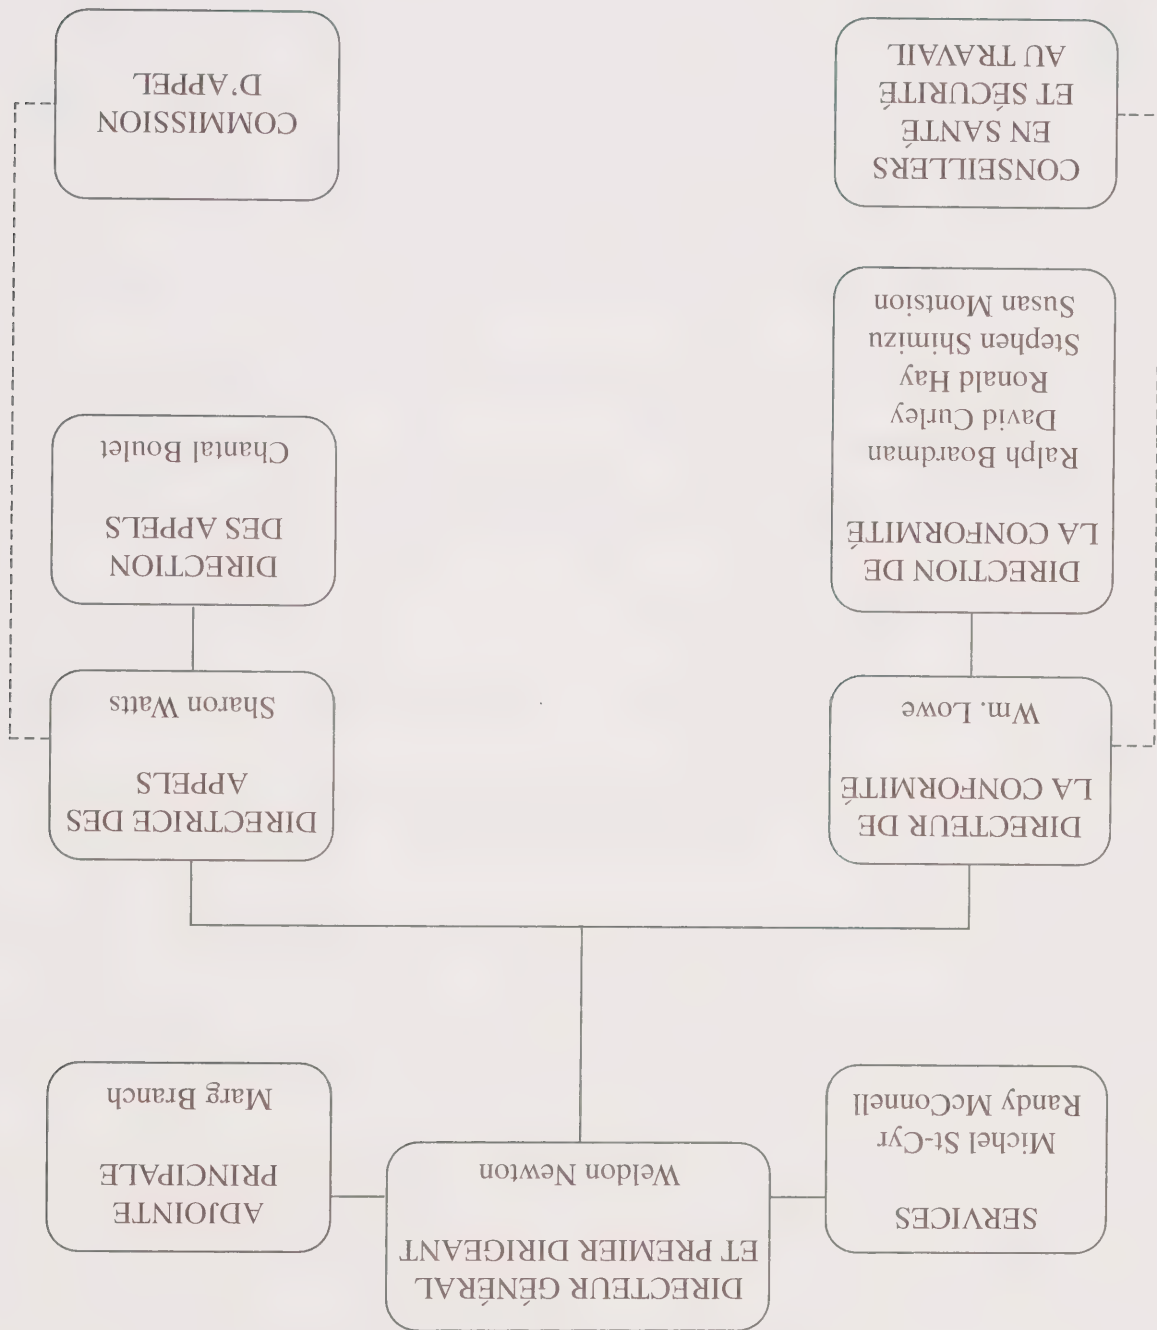 DIRECTEUR GÉNÉRAL
ET PREMIER DIRIGEANT
Weldon Newton
SERVICES
Michel St-Cyr
Randy McConnell
ADJOINTE
PRINCIPALE
Marg Branch
DIRECTEUR DE
LA CONFORMITÉ
Wm. Lowe
DIRECTRICE DES
APPELS
Sharon Watts
DIRECTION DE
LA CONFORMITÉ
Ralph Boardman
David Curley
Ronald Hay
Stephen Shimizu
Susan Montsion
DIRECTION
DES APPELS
Chantal Boulet
CONSEILLERS
EN SANTÉ
ET SÉCURITÉ
AU TRAVAIL
COMMISSION
D'APPEL